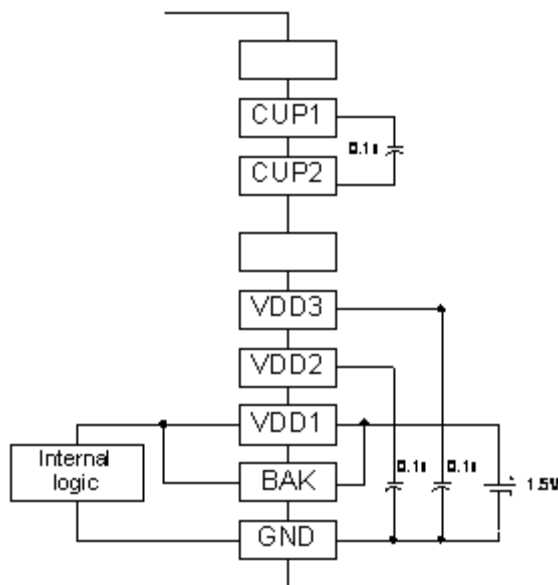 CUP1
0.1u
CUP2
VDD3
VDD2
VDD1
Internal
logic
BAK
0.1u
0.1u
1.5V
GND